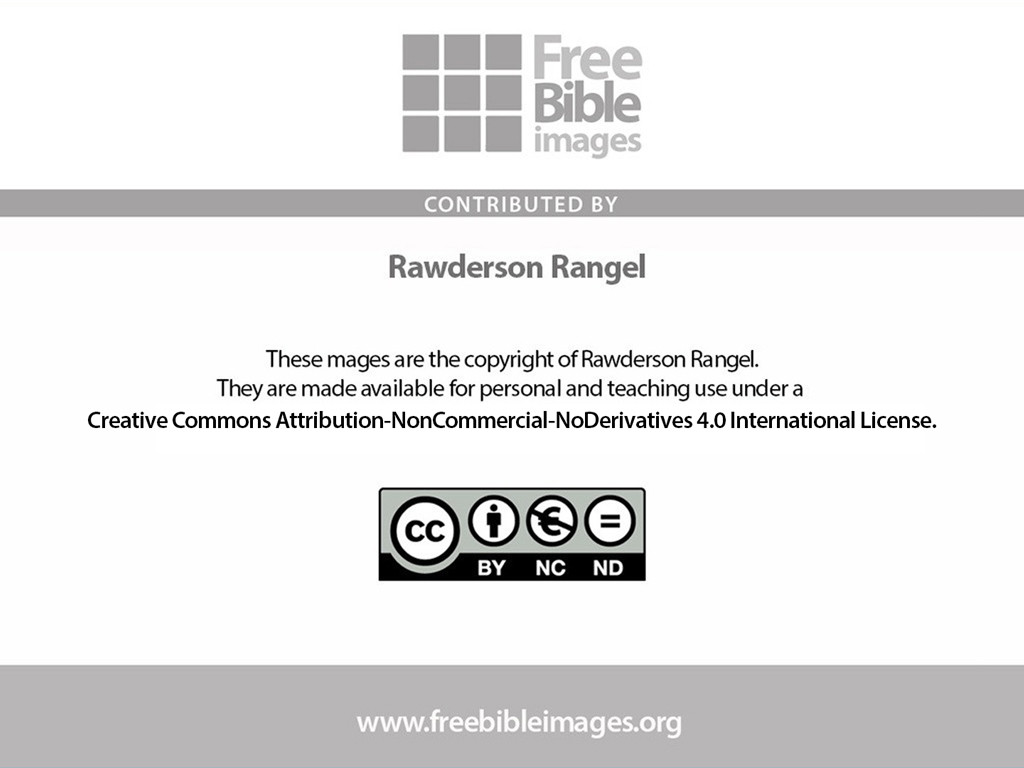 Free
Bible
images
CONTRIBUTED BY
Rawderson Rangel
These mages are the copyright of Rawderson Rangel.
They are made available for personal and teaching use under a
Creative Commons Attribution-NonCommercial-NoDerivatives 4.0 International License.
CC BY NC ND
www.freebibleimages.org